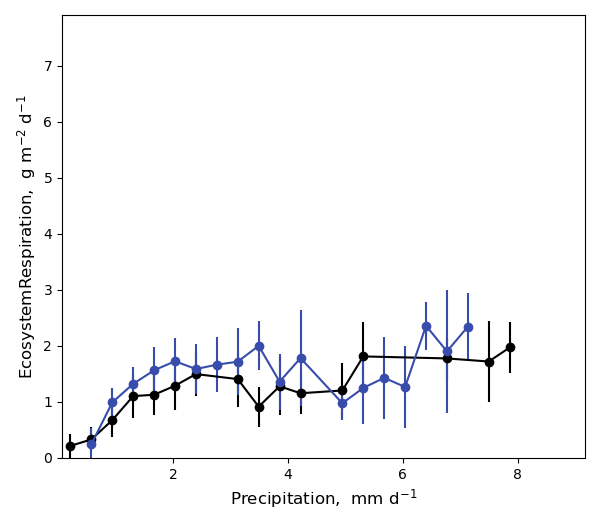 7
6
5
4
3
2
1
0
EcosystemRespiration,  g m⁻² d⁻¹
2 4 6 8
Precipitation,  mm d⁻¹